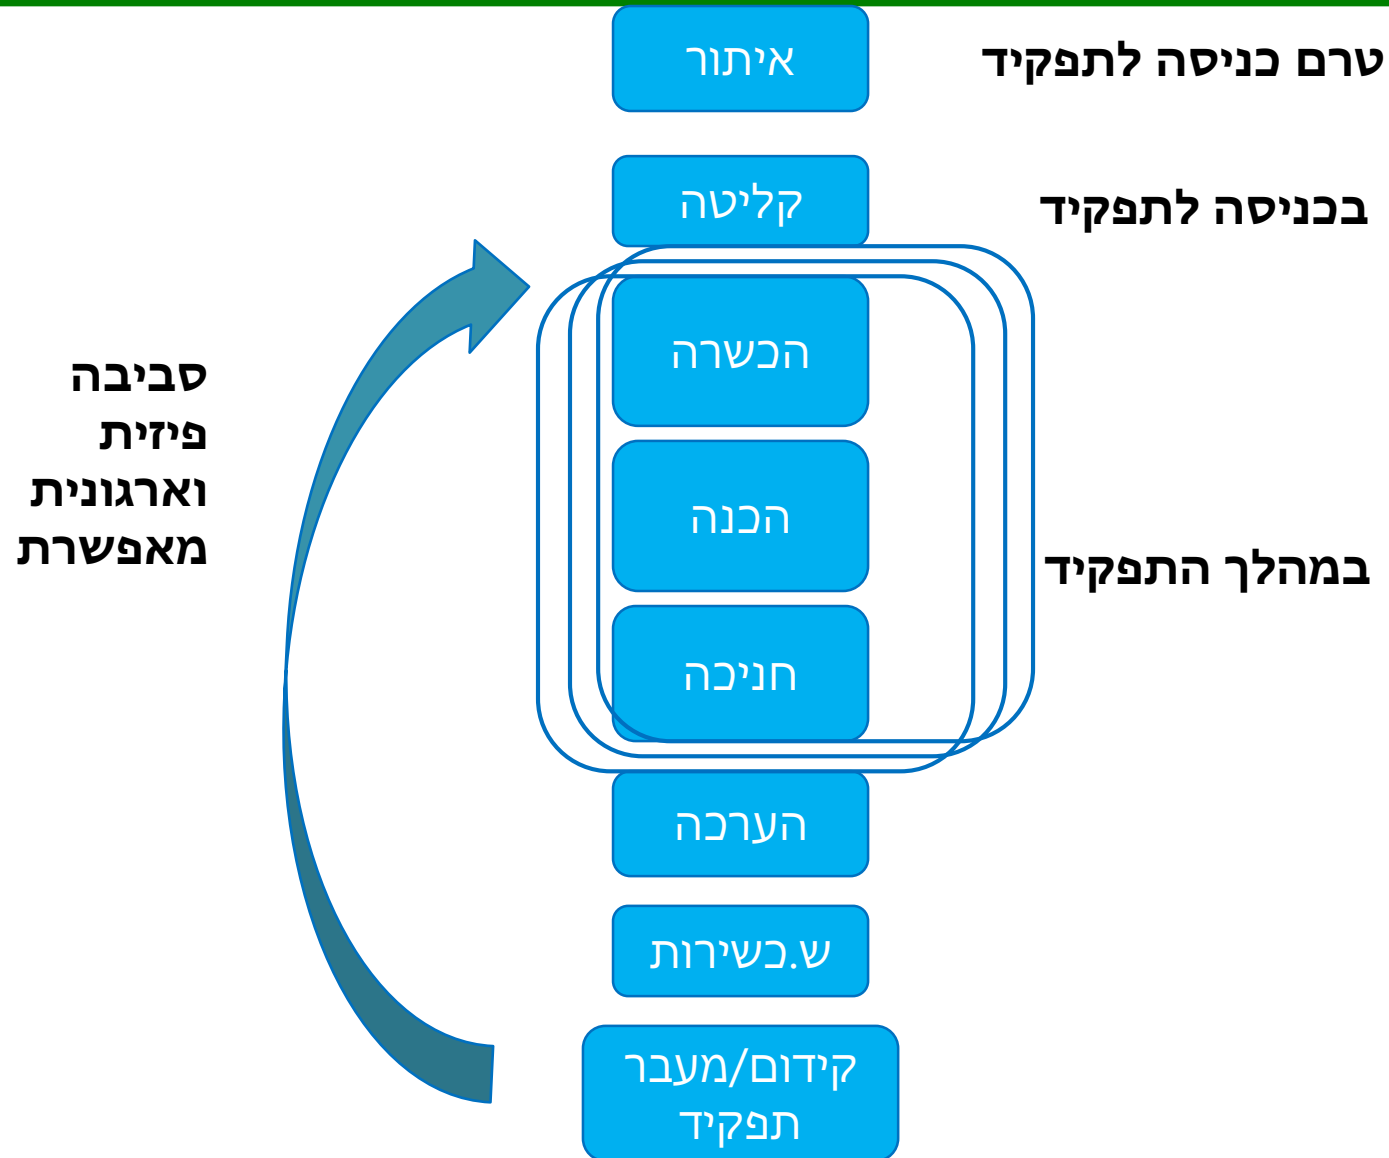 טרם כניסה לתפקיד
איתור
בכניסה לתפקיד
קליטה
הכשרה
סביבה
פיזית
וארגונית
מאפשרת
הכנה
במהלך התפקיד
חניכה
הערכה
ש.כשירות
קידום/מעבר
תפקיד